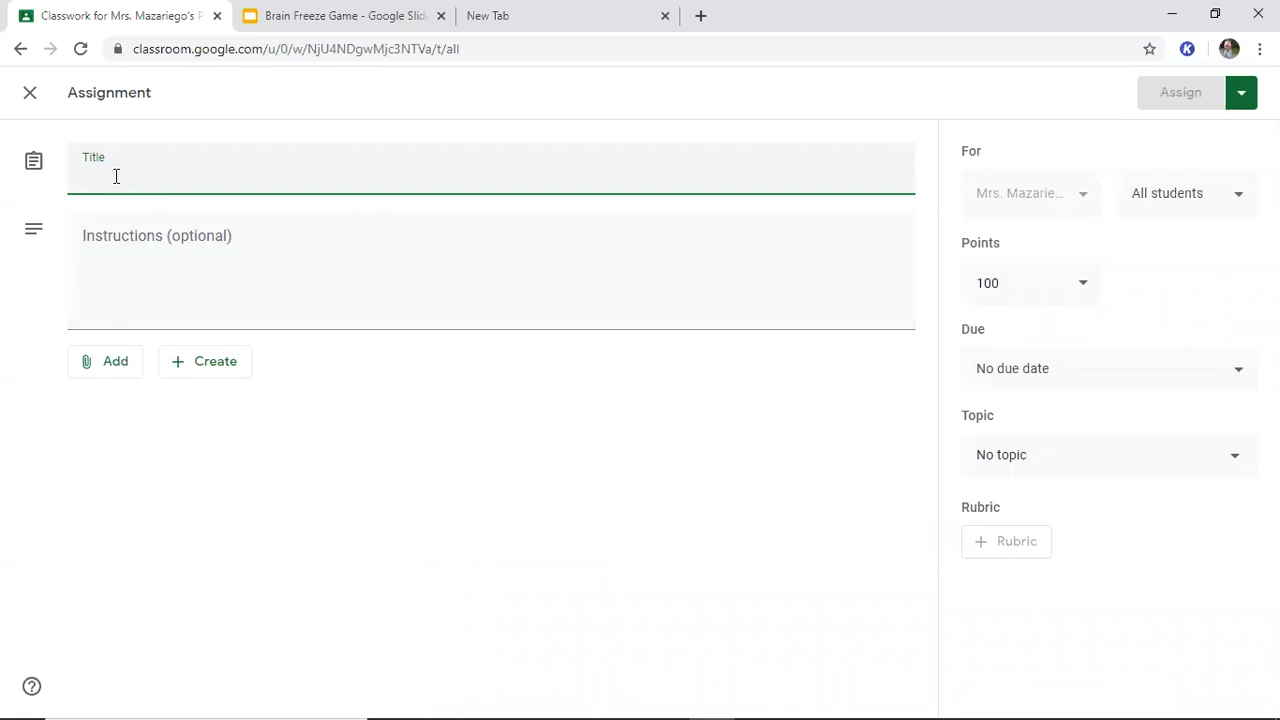 Classwork for Mrs. Mazariego's P
Brain Freeze Game - Google Slid
New Tab
classroom.google.com/u/0/w/NjU4NDgwMjc3NTVa/t/all
K
Assignment
Assign
Title
Instructions (optional)
Add
Create
For
Mrs. Mazarie...
All students
Points
100
Due
No due date
Topic
No topic
Rubric
Rubric